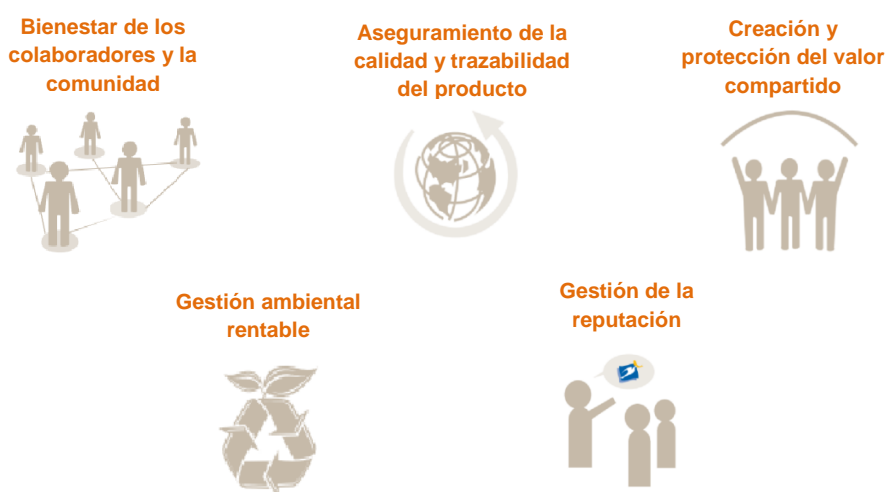 Bienestar de los
colaboradores y la
comunidad
Aseguramiento de la
calidad y trazabilidad
del producto
Creación y
protección del valor
compartido
Gestión ambiental
rentable
Gestión de la
reputación